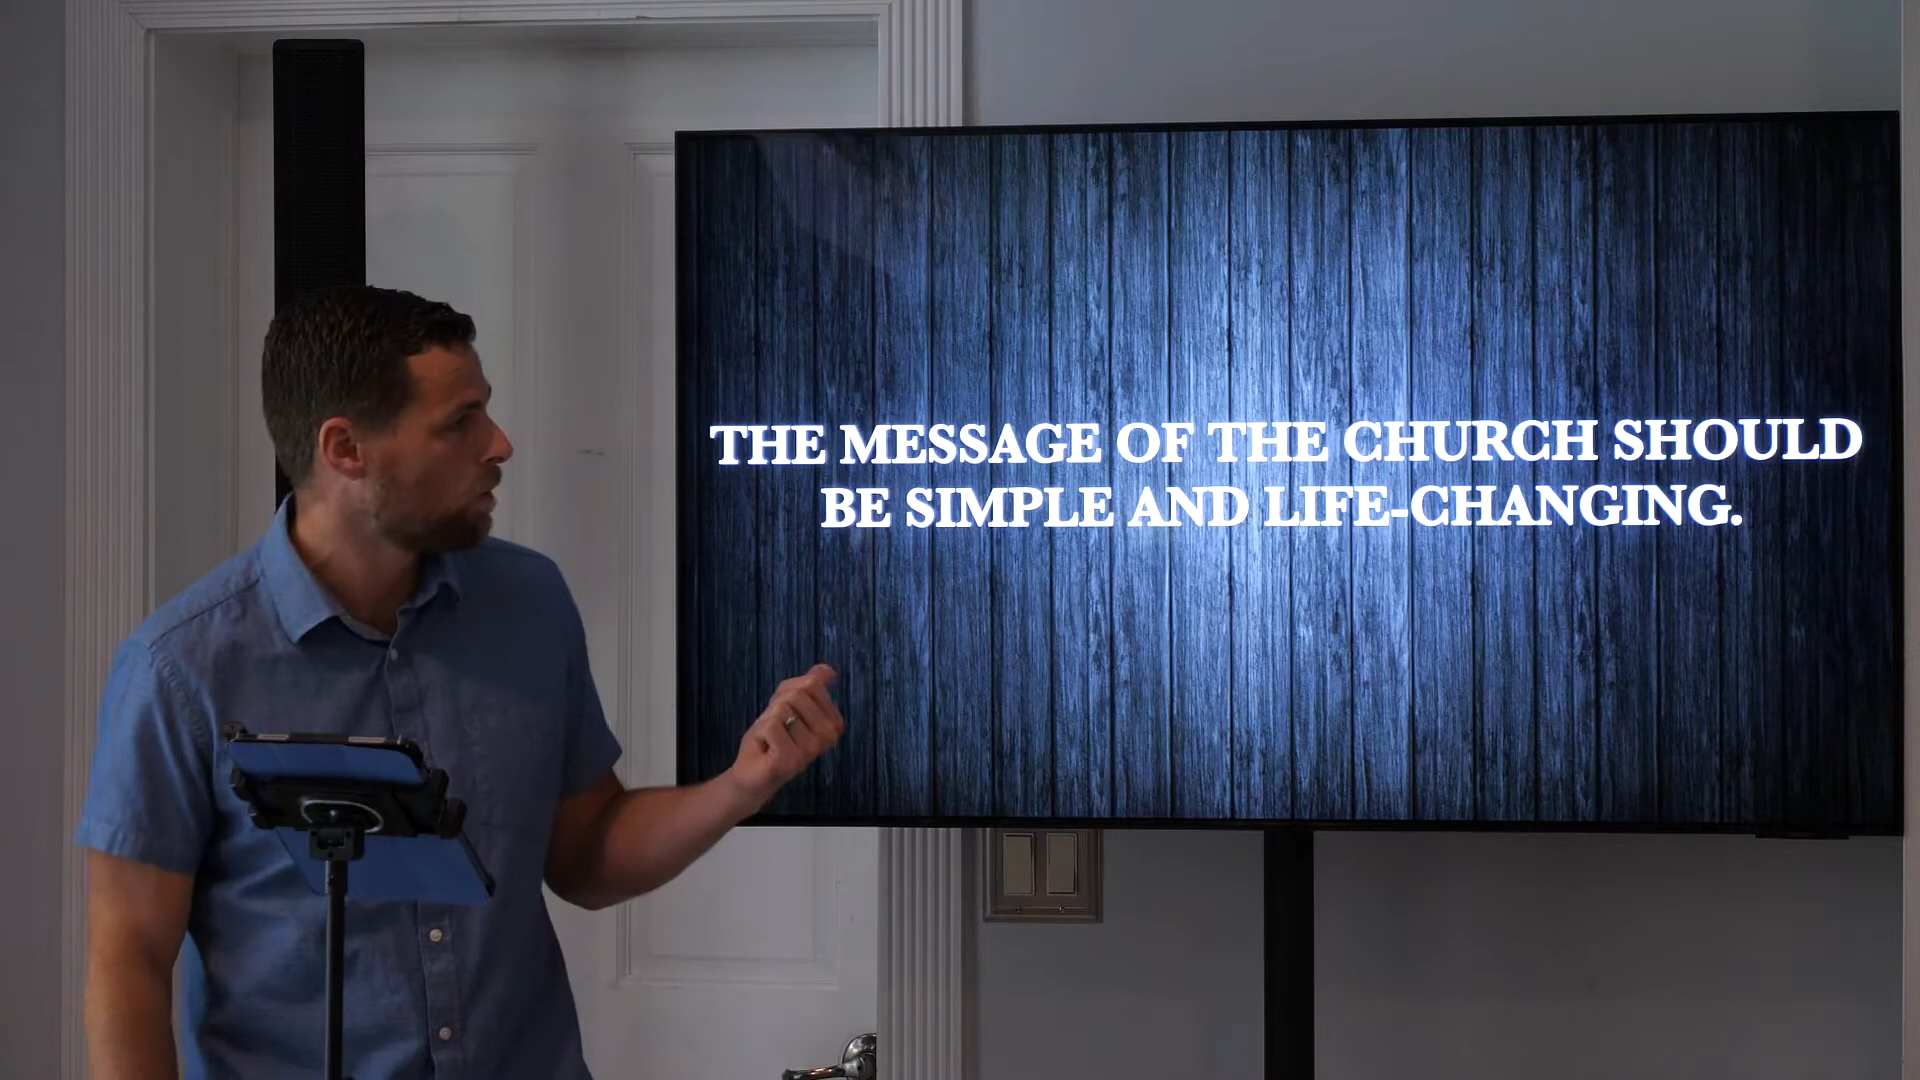 THE MESSAGE OF THE CHURCH SHOULD
BE SIMPLE AND LIFE-CHANGING.